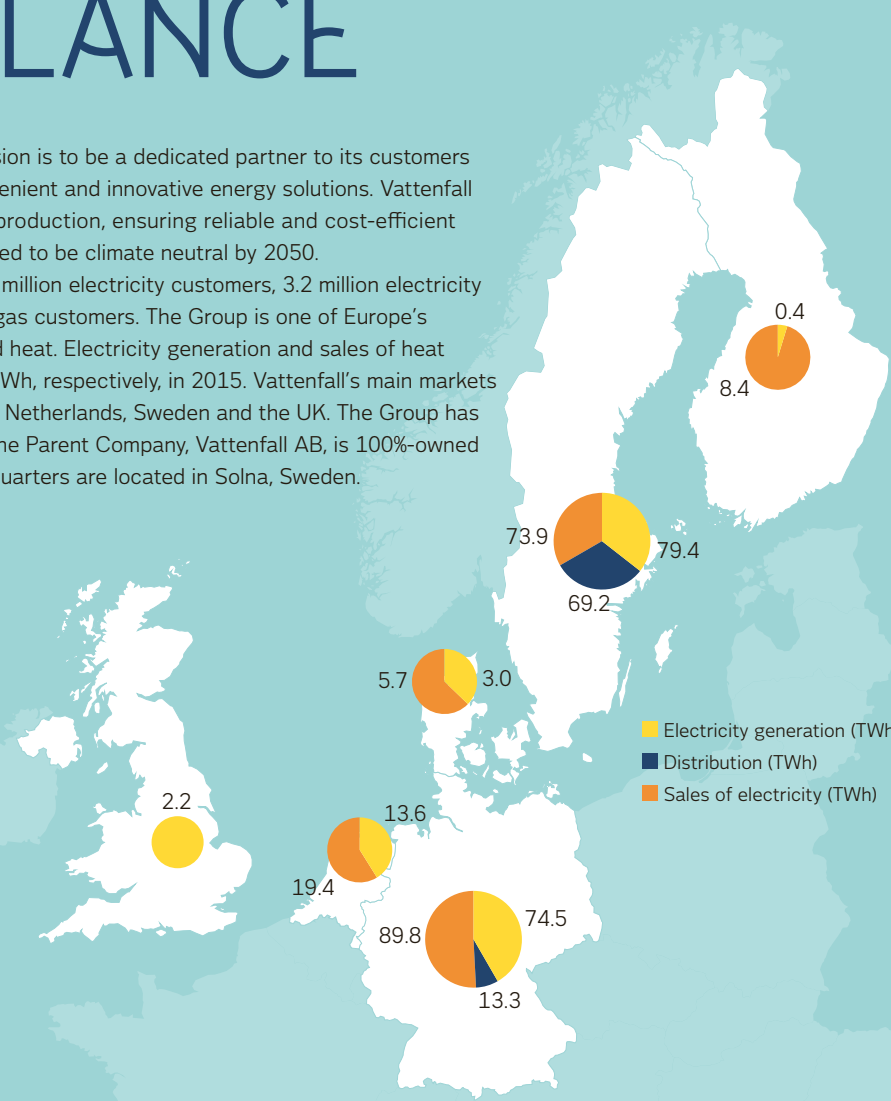 LANCE
sion is to be a dedicated partner to its customers
enient and innovative energy solutions. Vattenfall
production, ensuring reliable and cost-efficient
ed to be climate neutral by 2050.
million electricity customers, 3.2 million electricity
gas customers. The Group is one of Europe's
d heat. Electricity generation and sales of heat
Wh, respectively, in 2015. Vattenfall's main markets
Netherlands, Sweden and the UK. The Group has
ne Parent Company, Vattenfall AB, is 100%-owned
uarters are located in Solna, Sweden.
0.4
8.4
73.9
79.4
69.2
5.7
3.0
Electricity generation (TWh
Distribution (TWh)
Sales of electricity (TWh)
2.2
13.6
19.4
74.5
89.8
13.3